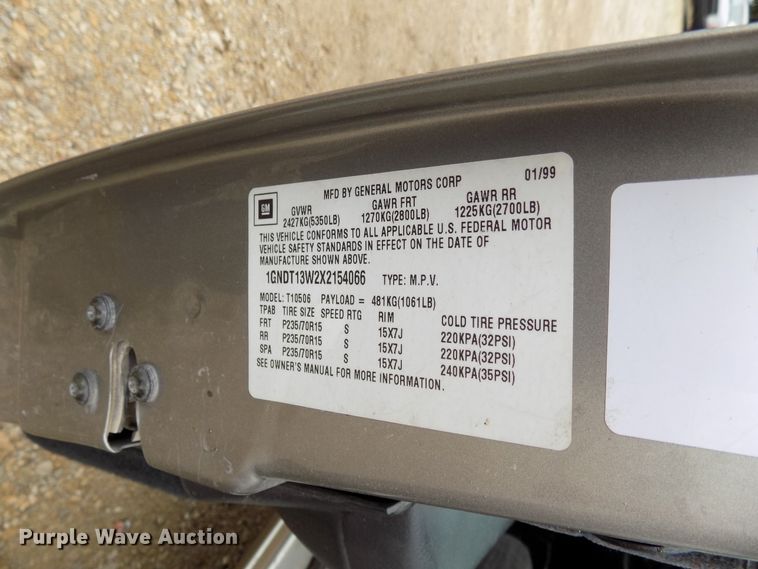 GM
MFD BY GENERAL MOTORS CORP 01/99
GVWR GAWR FRT GAWR RR
2427KG(5350LB) 1270KG(2800LB) 1225KG(2700LB)
THIS VEHICLE CONFORMS TO ALL APPLICABLE U.S. FEDERAL MOTOR
VEHICLE SAFETY STANDARDS IN EFFECT ON THE DATE OF
MANUFACTURE SHOWN ABOVE.
1GNDT13W2X2154066 TYPE: M.P.V.
MODEL: T10506 PAYLOAD = 481KG(1061LB)
TPAB TIRE SIZE SPEED RTG RIM COLD TIRE PRESSURE
FRT P235/70R15 S 15X7J 220KPA(32PSI)
RR P235/70R15 S 15X7J 220KPA(32PSI)
SPA P235/70R15 S 15X7J 240KPA(35PSI)
SEE OWNER'S MANUAL FOR MORE INFORMATION.
Purple Wave Auction®